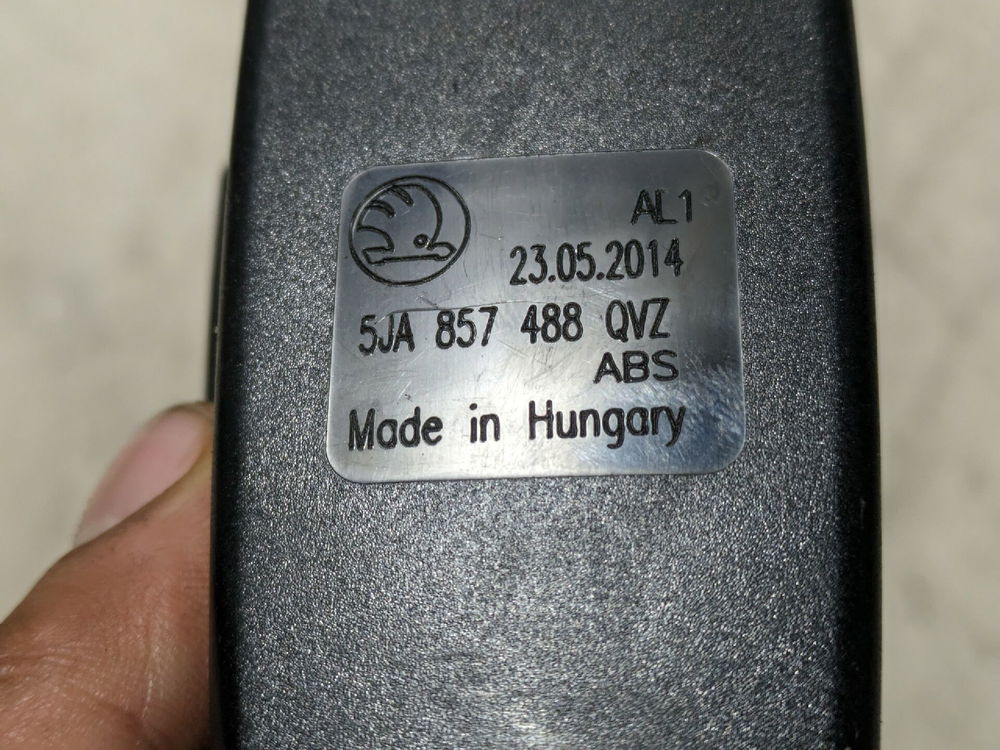 AL1
23.05.2014
5JA 857 488 QVZ
ABS
Made in Hungary